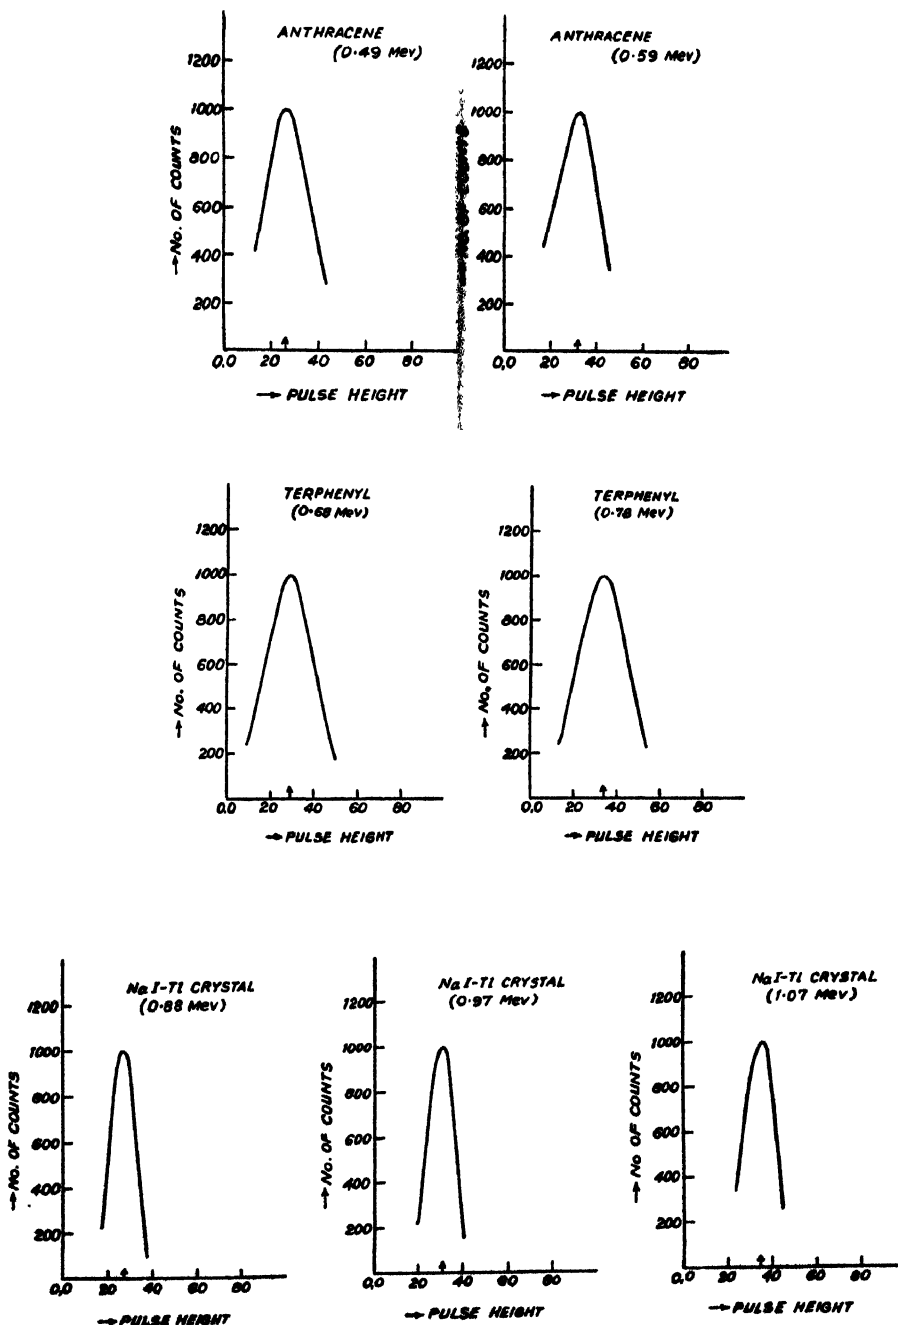 ANTHRACENE
(0.49 Mev)
1200
1000
800
600
400
200
→ No. OF COUNTS
0.0 20 40 60 80
→ PULSE HEIGHT
ANTHRACENE
(0.59 Mev)
1200
1000
800
600
400
200
0.0 20 40 60 80
→ PULSE HEIGHT
TERPHENYL
(0.68 Mev)
1200
1000
800
600
400
200
→ No. OF COUNTS
0.0 20 40 60 80
→ PULSE HEIGHT
TERPHENYL
(0.78 Mev)
1200
1000
800
600
400
200
→ No. OF COUNTS
0.0 20 40 60 80
→ PULSE HEIGHT
NaI-Tl CRYSTAL
(0.88 Mev)
1200
1000
800
600
400
200
→ No. OF COUNTS
0.0 20 40 60 80
→ PULSE HEIGHT
NaI-Tl CRYSTAL
(0.97 Mev)
1200
1000
800
600
400
200
→ No. OF COUNTS
0.0 20 40 60 80
→ PULSE HEIGHT
NaI-Tl CRYSTAL
(1.07 Mev)
1200
1000
800
600
400
200
→ No OF COUNTS
0.0 20 40 60 80
→ PULSE HEIGHT